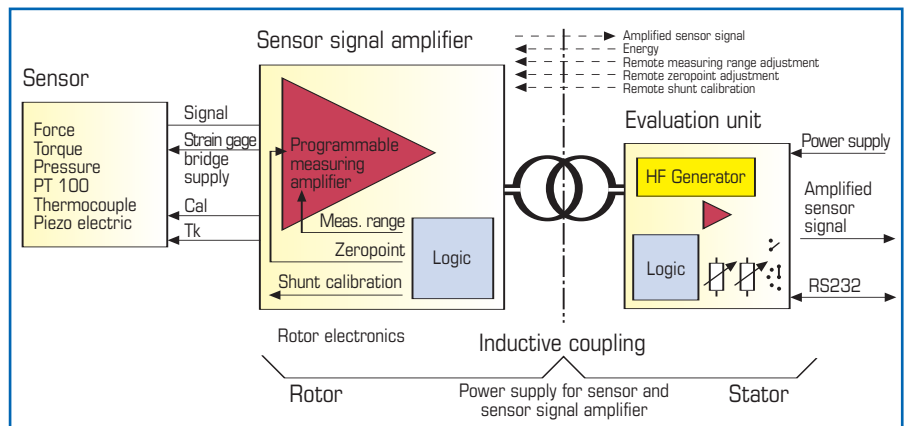 Sensor signal amplifier
Sensor
Force
Torque
Pressure
PT 100
Thermocouple
Piezo electric
Signal
Strain gage
bridge
supply
Cal
Tk
Programmable
measuring
amplifier
Meas. range
Zeropoint
Shunt calibration
Logic
Rotor electronics
Amplified sensor signal
Energy
Remote measuring range adjustment
Remote zeropoint adjustment
Remote shunt calibration
Evaluation unit
HF Generator
Logic
Power supply
Amplified
sensor
signal
RS232
Inductive coupling
Rotor
Power supply for sensor and
sensor signal amplifier
Stator